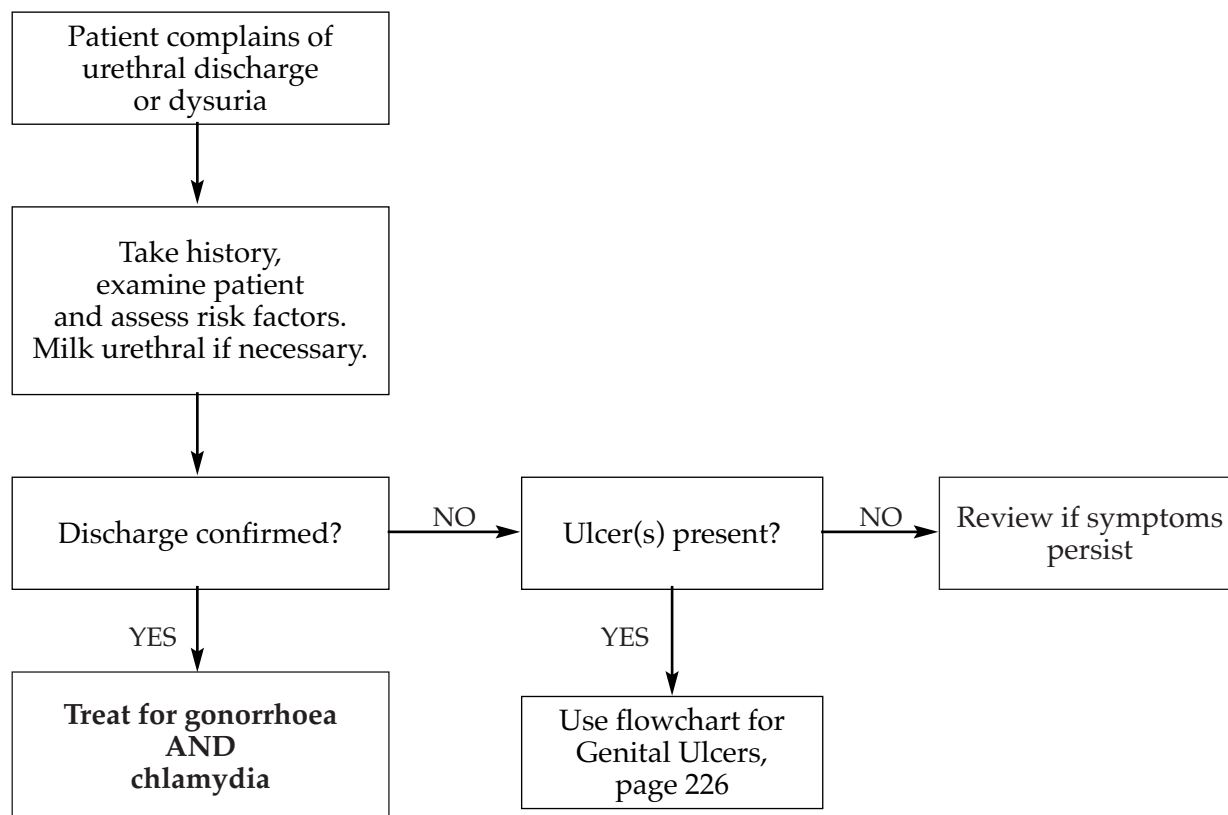 Patient complains of
urethral discharge
or dysuria
Take history,
examine patient
and assess risk factors.
Milk urethral if necessary.
Discharge confirmed?
NO
Ulcer(s) present?
NO
Review if symptoms
persist
YES
YES
Treat for gonorrhoea
AND
chlamydia
Use flowchart for
Genital Ulcers,
page 226